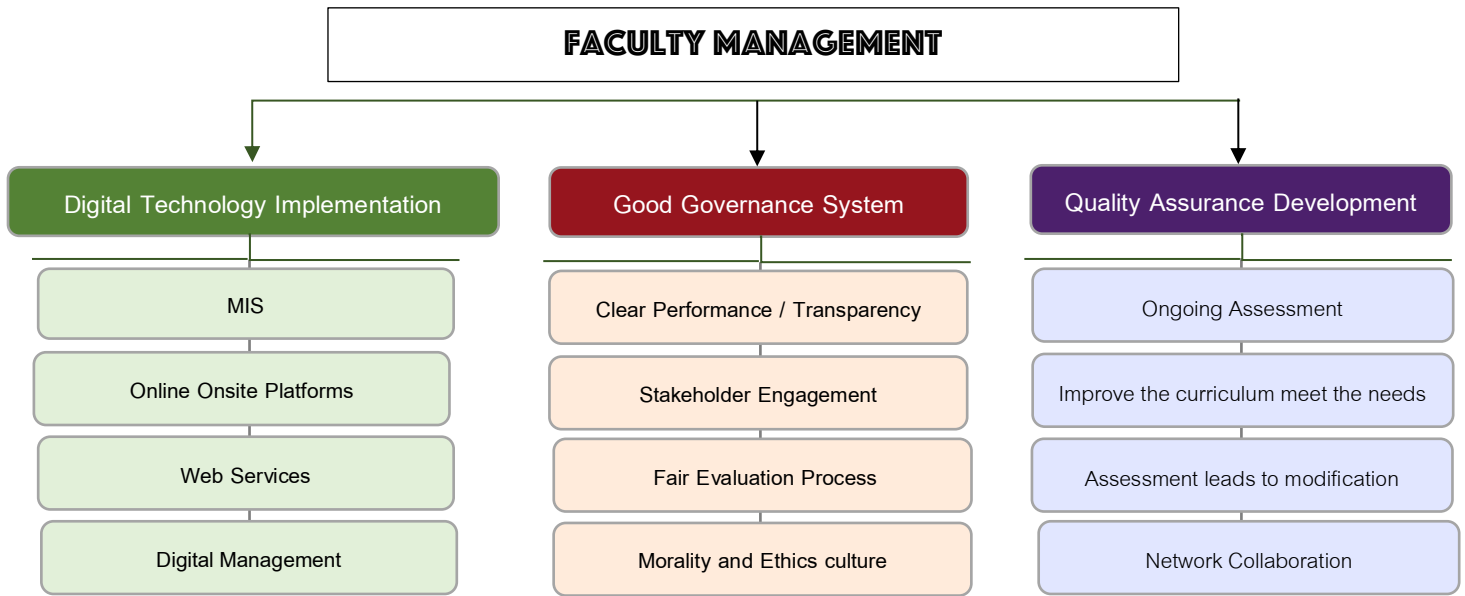 FACULTY MANAGEMENT
Digital Technology Implementation
MIS
Online Onsite Platforms
Web Services
Digital Management
Good Governance System
Clear Performance / Transparency
Stakeholder Engagement
Fair Evaluation Process
Morality and Ethics culture
Quality Assurance Development
Ongoing Assessment
Improve the curriculum meet the needs
Assessment leads to modification
Network Collaboration